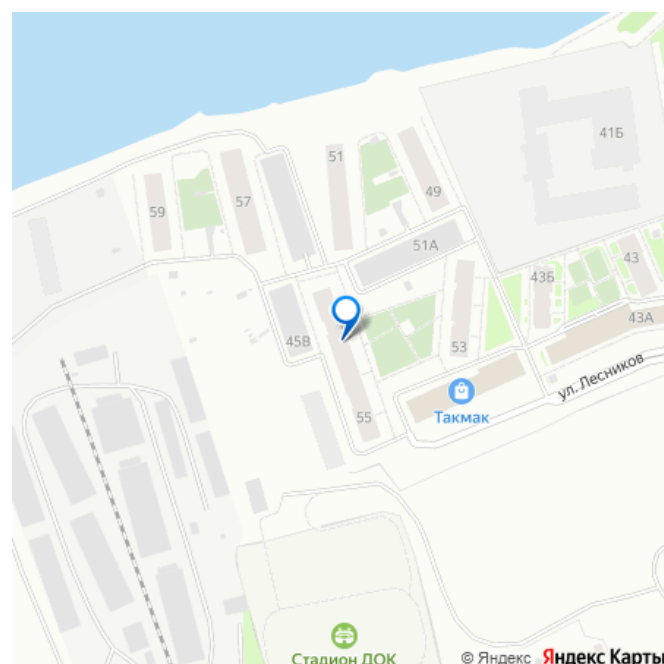 41Б
51
49
57
59
51А
43
43Б
43А
45В
53
ул. Лесников
Такмак
55
Стадион ДОК
© Яндекс Яндекс Карты